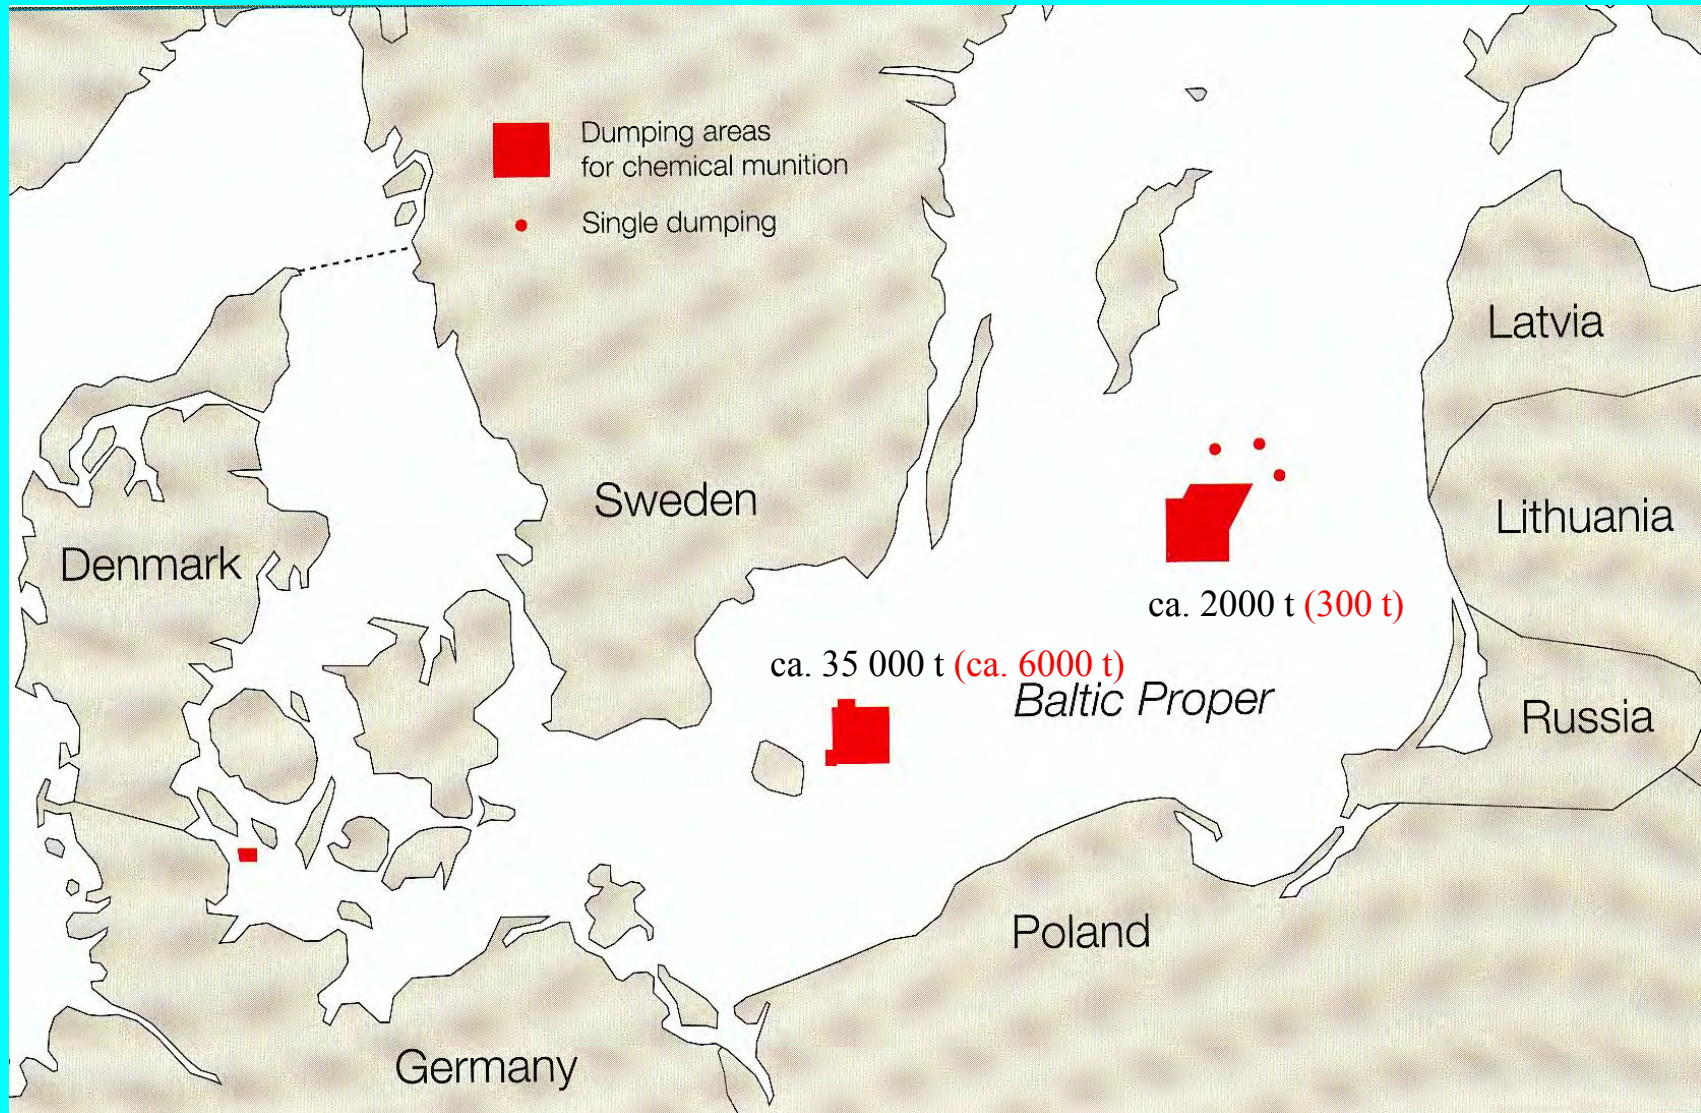 Dumping areas
for chemical munition
Single dumping
Latvia
Sweden
Lithuania
Denmark
ca. 2000 t (300 t)
ca. 35 000 t (ca. 6000 t)
Baltic Proper
Russia
Poland
Germany